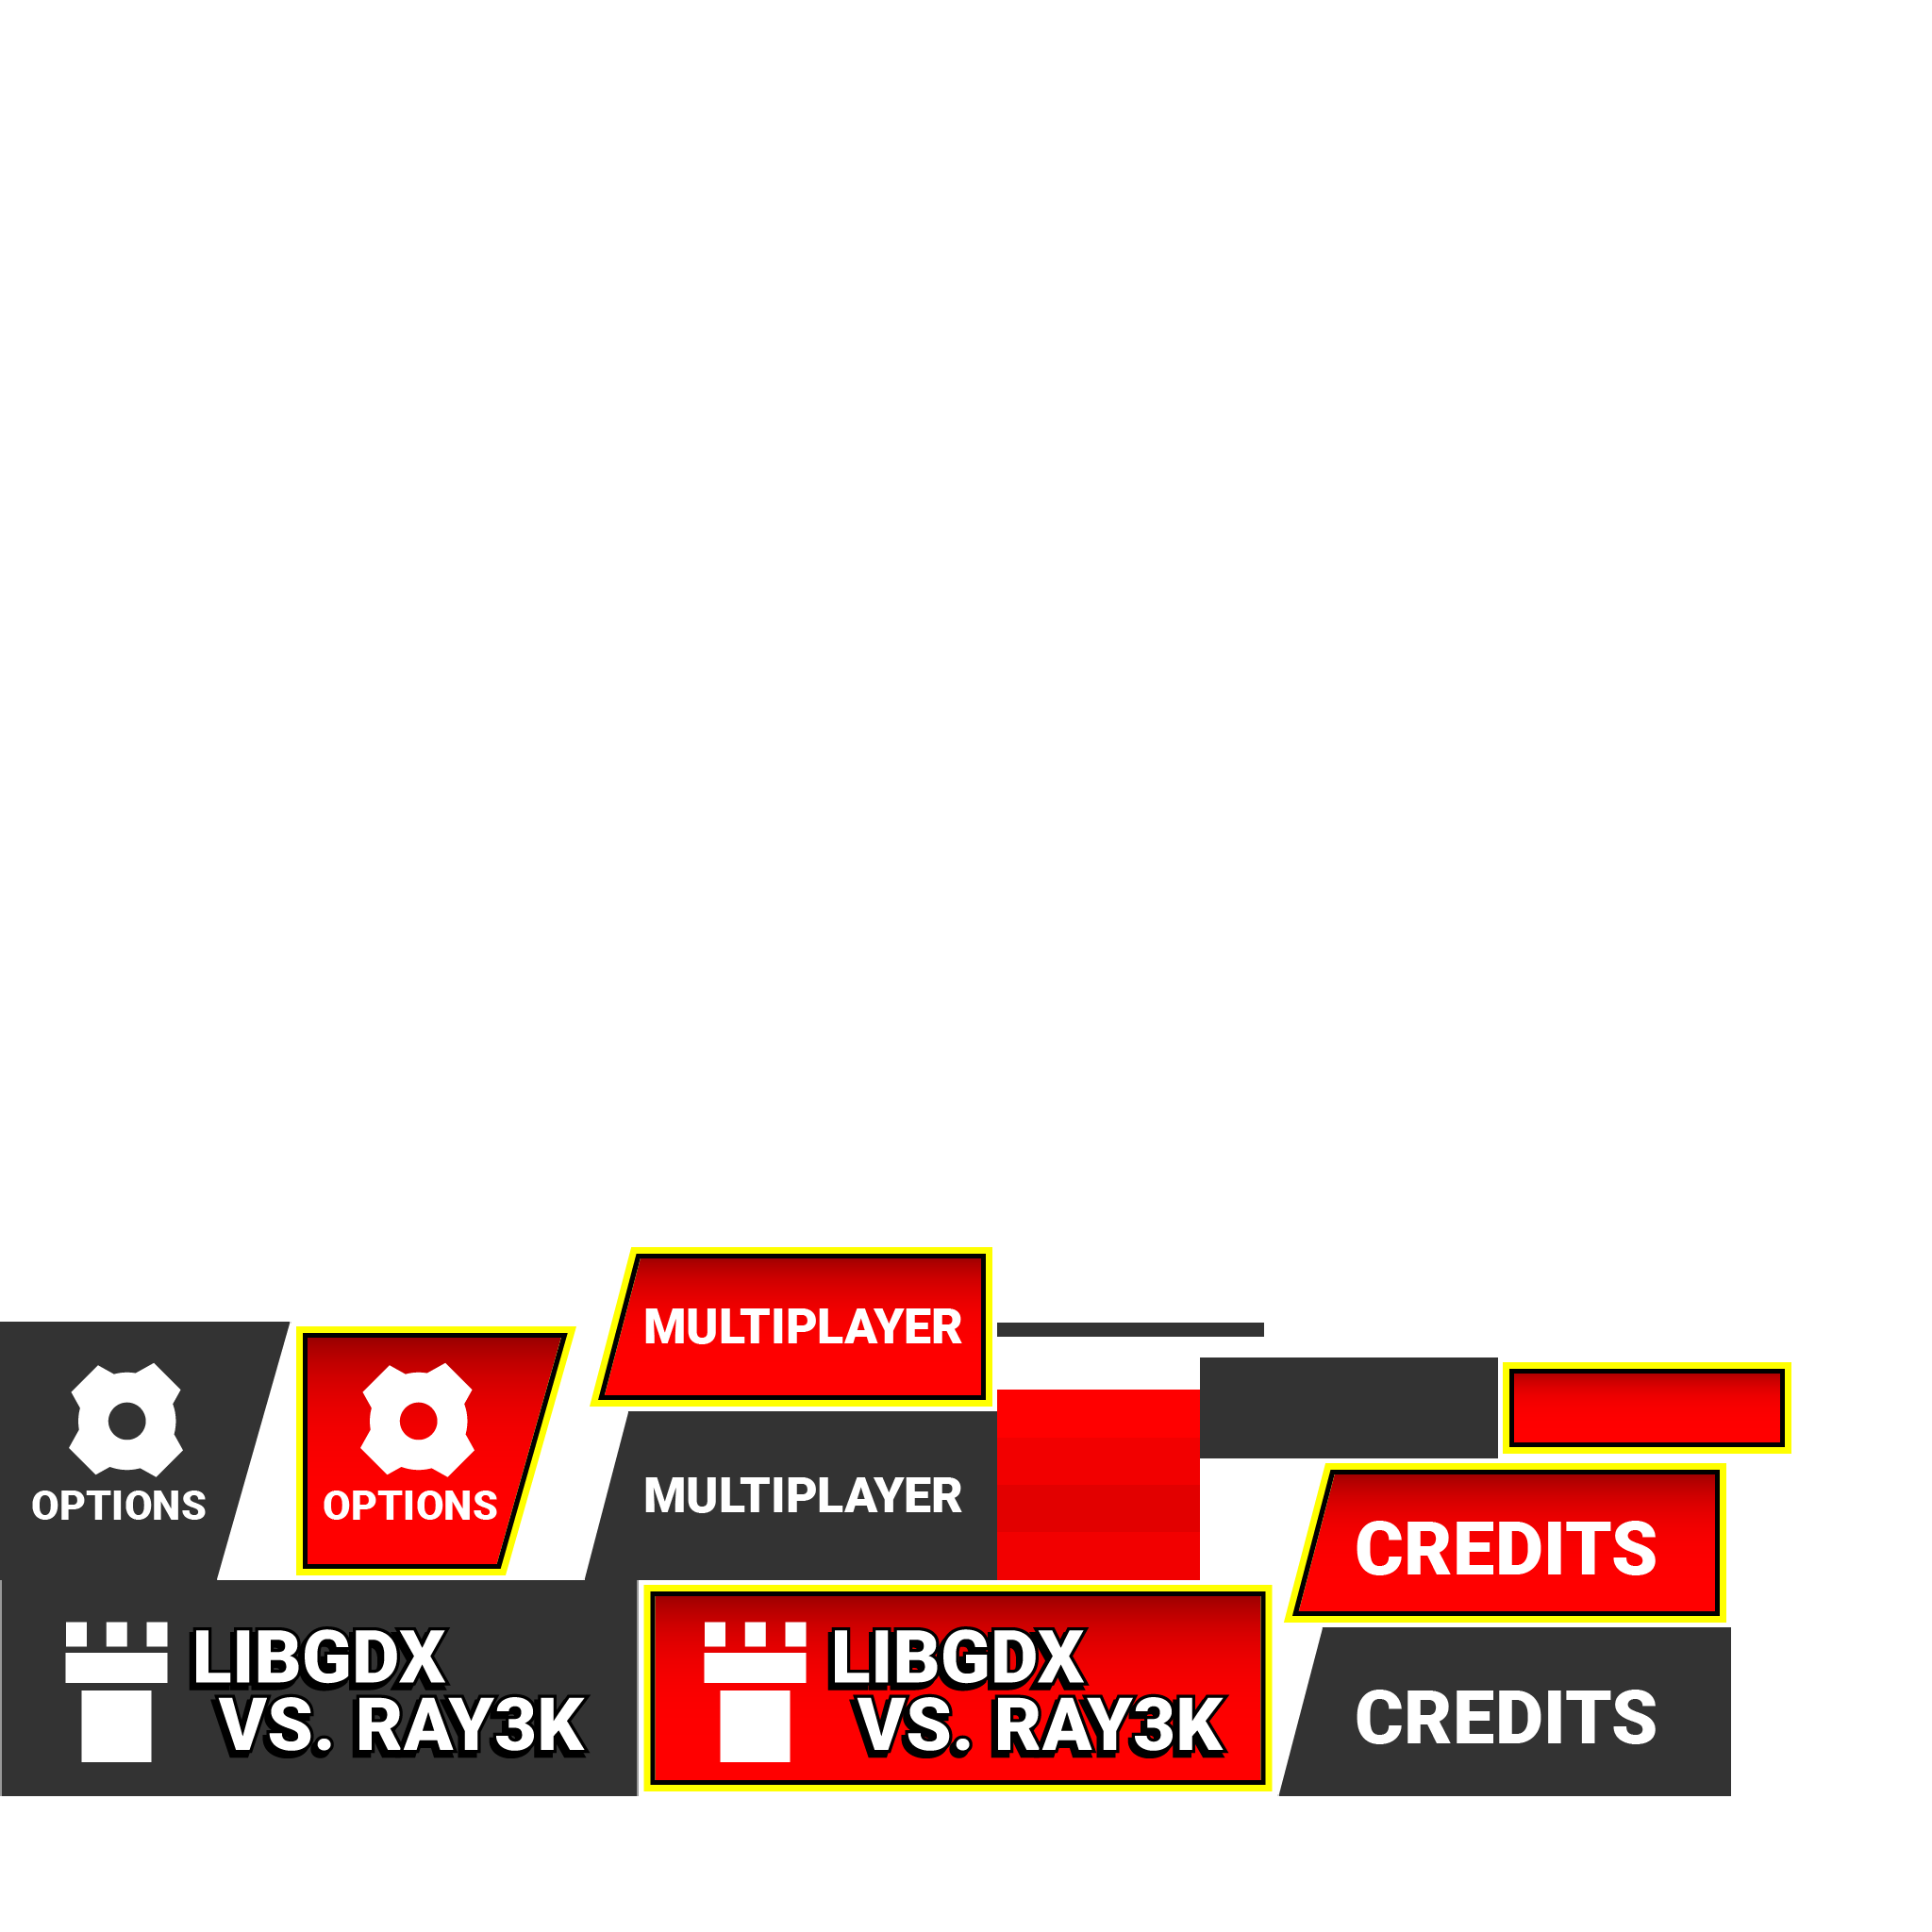 MULTIPLAYER
OPTIONS
OPTIONS
MULTIPLAYER
CREDITS
LIBGDX
VS. RAY3K
LIBGDX
VS. RAY3K
CREDITS